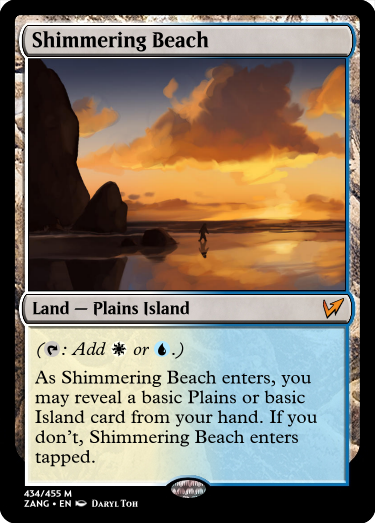 Shimmering Beach
Land — Plains Island
(: Add or .)
As Shimmering Beach enters, you
may reveal a basic Plains or basic
Island card from your hand. If you
don't, Shimmering Beach enters
tapped.
434/455 M
ZANG • EN Daryl Toh